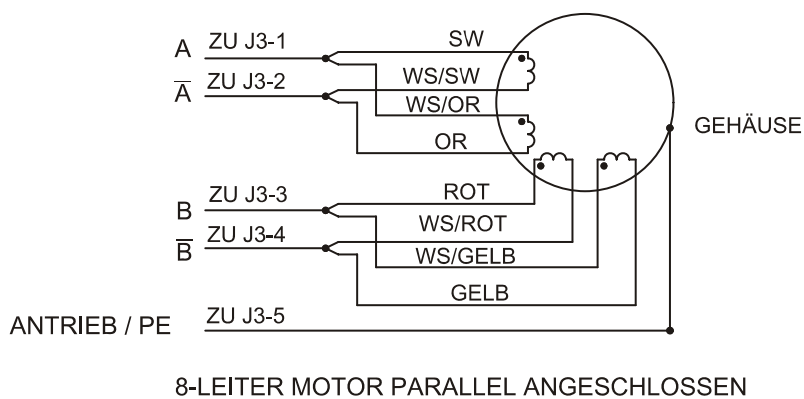 A ZU J3-1 SW
A̅ ZU J3-2 WS/SW
WS/OR
OR
GEHÄUSE
B ZU J3-3 ROT
B̅ ZU J3-4 WS/ROT
WS/GELB
GELB
ANTRIEB / PE ZU J3-5
8-LEITER MOTOR PARALLEL ANGESCHLOSSEN